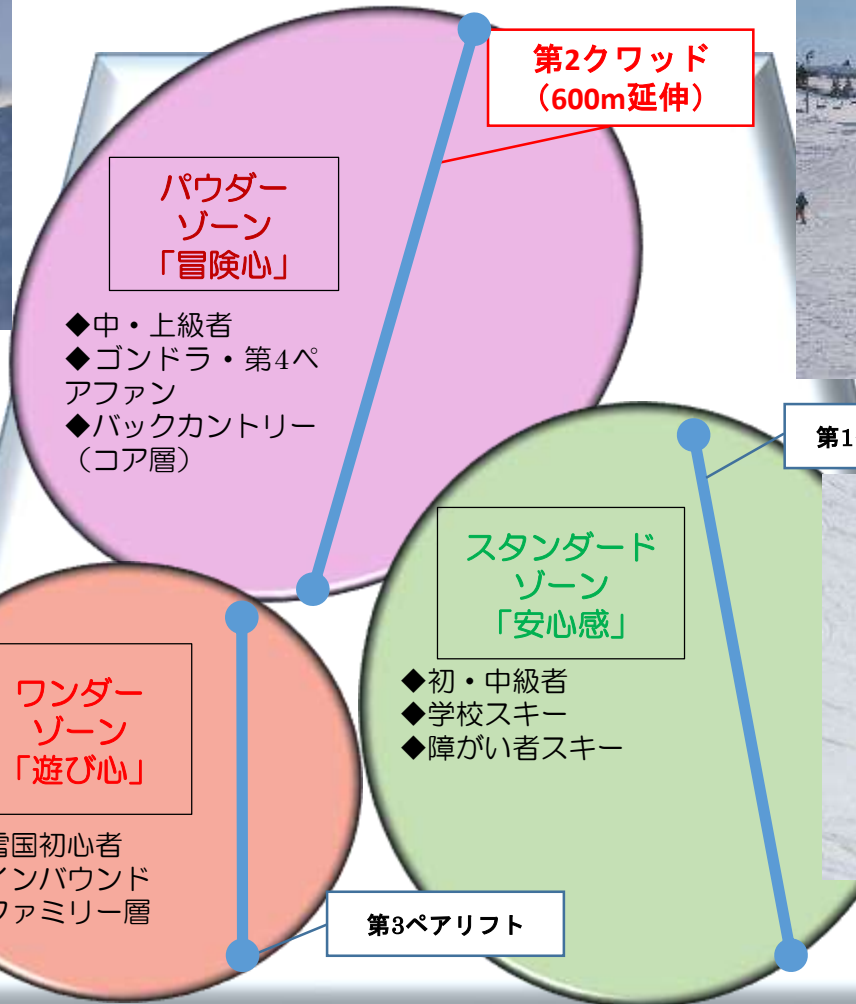 第2クワッド
（600m延伸）
パウダー
ゾーン
「冒険心」
◆中・上級者
◆ゴンドラ・第4ペ
アファン
◆バックカントリー
（コア層）
第1
スタンダード
ゾーン
「安心感」
◆初・中級者
◆学校スキー
◆障がい者スキー
ワンダー
ゾーン
「遊び心」
雪国初心者
インバウンド
ファミリー層
第3ペアリフト